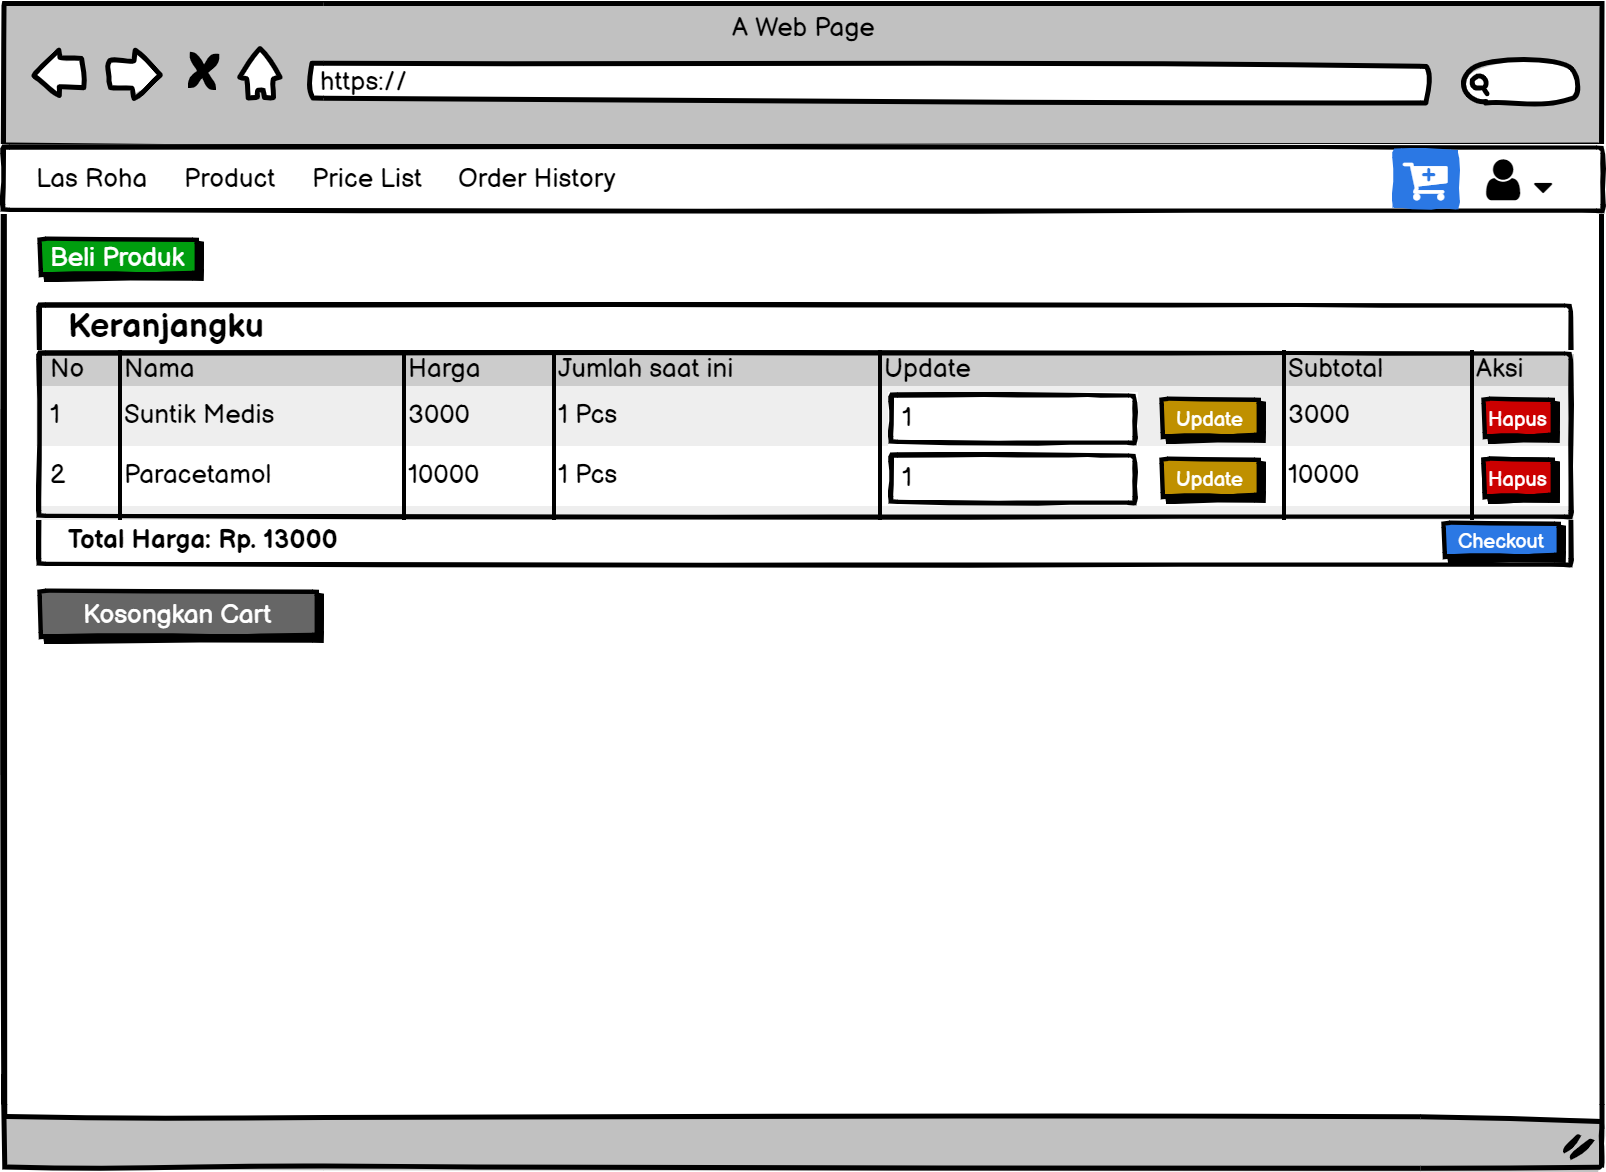 A Web Page
https://
Las Roha Product Price List Order History
Beli Produk
Keranjangku
No Nama Harga Jumlah saat ini Update Subtotal Aksi
1 Suntik Medis 3000 1 Pcs 1 Update 3000 Hapus
2 Paracetamol 10000 1 Pcs 1 Update 10000 Hapus
Total Harga: Rp. 13000 Checkout
Kosongkan Cart